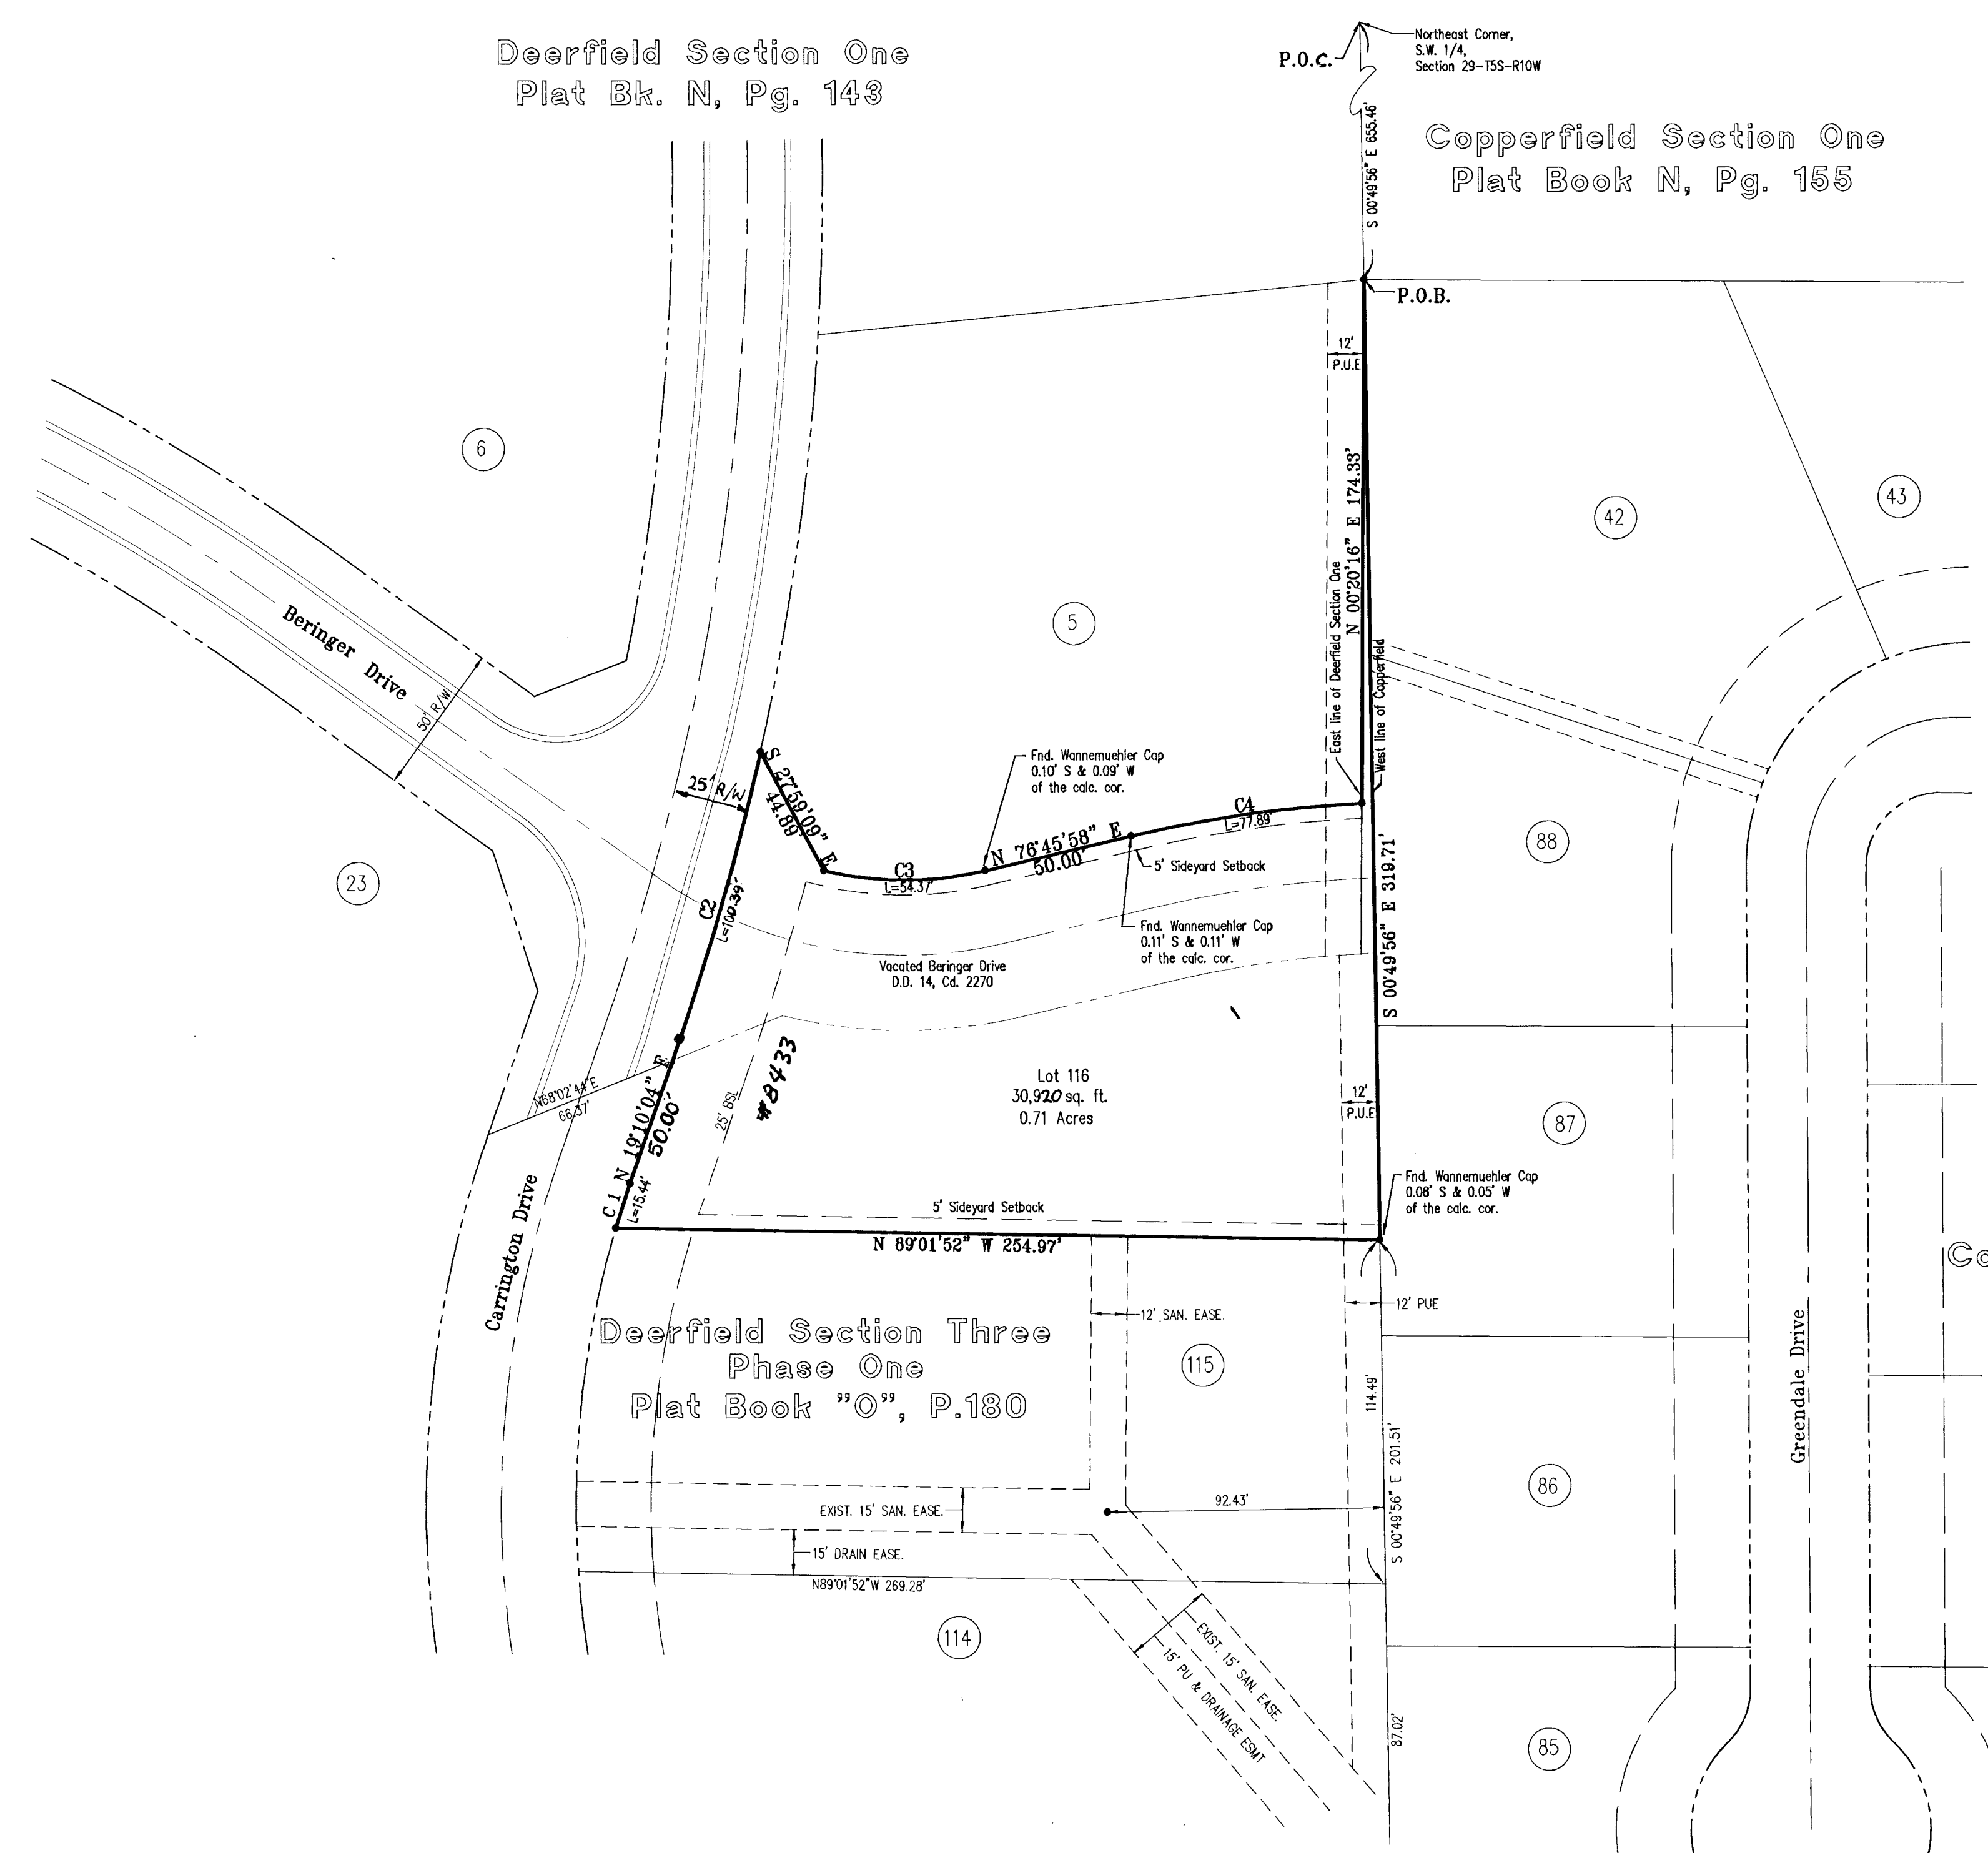 Deerfield Section One
Plat Bk. N, Pg. 143
P.O.C.
Northeast Corner,
S.W. 1/4,
Section 29-T5S-R10W
S 00°49'56" E 655.46'
Copperfield Section One
Plat Book N, Pg. 155
P.O.B.
12'
P.U.E
6
43
42
5
N 00°20'16" E 174.33'
East line of Deerfield Section One
West line of Copperfield
Beringer Drive
50' R/W
25' R/W
S 27°59'09" E
44.89'
Fnd. Wannemuehler Cap
0.10' S & 0.09' W
of the calc. cor.
C3
L=54.37'
N 76°45'58" E
50.00'
C4
L=77.89'
5' Sideyard Setback
88
23
C2
L=100.39'
Fnd. Wannemuehler Cap
0.11' S & 0.11' W
of the calc. cor.
S 00°49'56" E 319.71'
Vacated Beringer Drive
D.D. 14, Cd. 2270
#8433
Lot 116
30,920 sq. ft.
0.71 Acres
12'
P.U.E
87
N68°02'44"E
66.37'
N 19°10'04" E
50.00'
25' BSL
C 1
L=15.44'
5' Sideyard Setback
Fnd. Wannemuehler Cap
0.08' S & 0.05' W
of the calc. cor.
N 89°01'52" W 254.97'
Carrington Drive
Co
12' SAN. EASE.
12' PUE
Deerfield Section Three
Phase One
Plat Book "O", P.180
115
114.49'
Greendale Drive
S 00°49'56" E 201.51'
86
92.43'
EXIST. 15' SAN. EASE.
15' DRAIN EASE.
N89°01'52"W 269.28'
114
EXIST. 15' SAN. EASE.
15' PU & DRAINAGE ESMT
87.02'
85